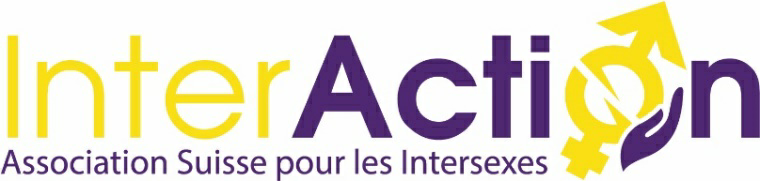 InterAction
Association Suisse pour les Intersexes